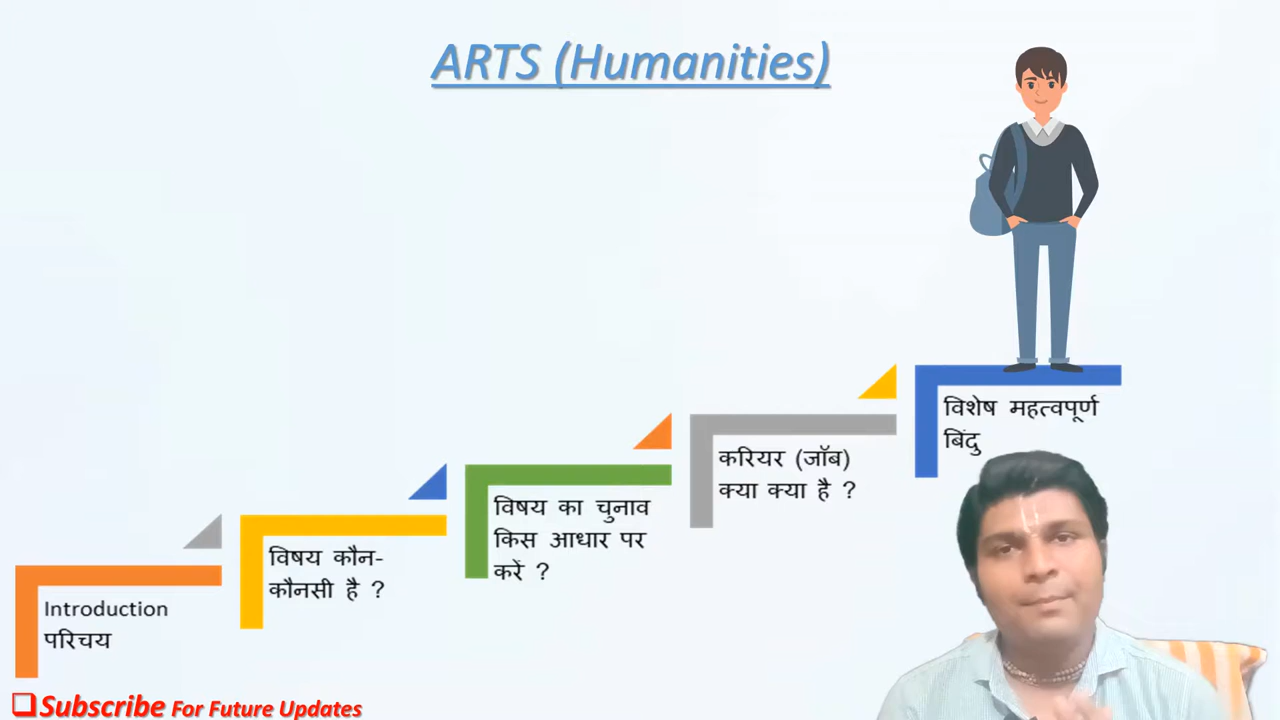 ARTS (Humanities)
Introduction
परिचय
विषय कौन-
कौनसी है ?
विषय का चुनाव
किस आधार पर
करें ?
करियर (जॉब)
क्या क्या है ?
विशेष महत्वपूर्ण
बिंदु
Subscribe For Future Updates